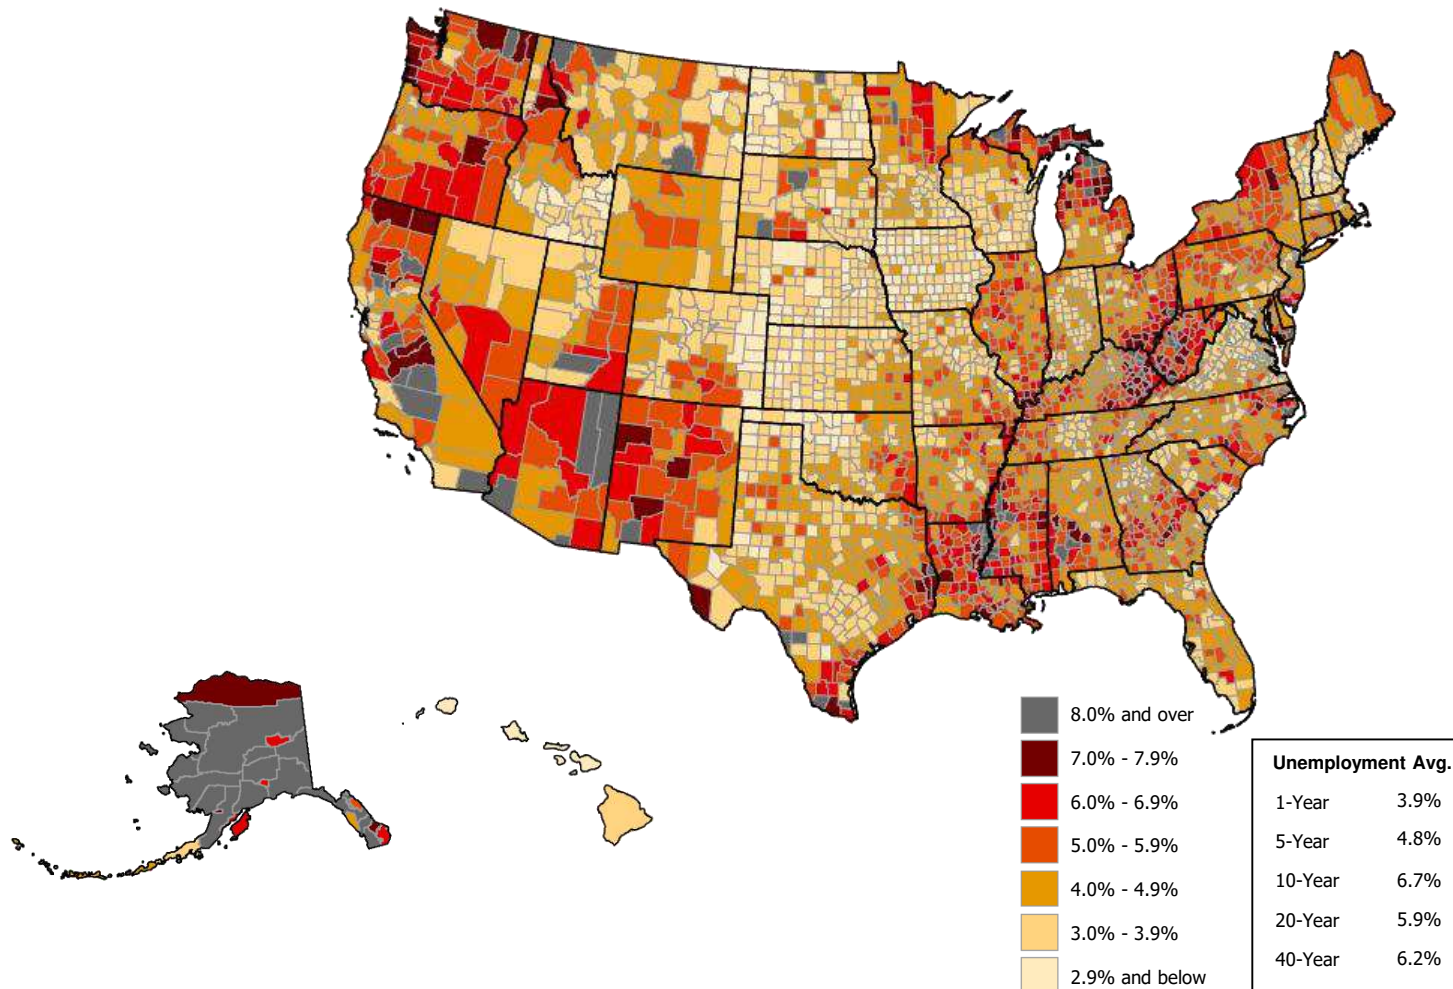 8.0% and over
7.0% - 7.9%
6.0% - 6.9%
5.0% - 5.9%
4.0% - 4.9%
3.0% - 3.9%
2.9% and below
Unemployment Avg.
1-Year 3.9%
5-Year 4.8%
10-Year 6.7%
20-Year 5.9%
40-Year 6.2%